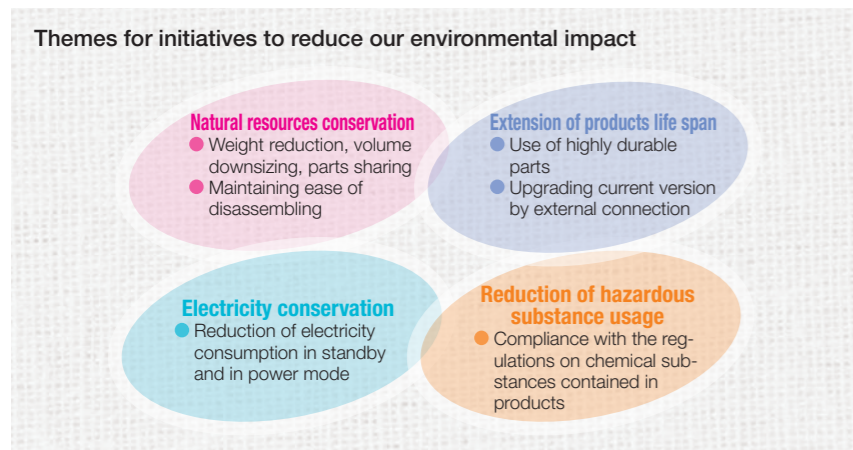 Themes for initiatives to reduce our environmental impact
Natural resources conservation
● Weight reduction, volume
downsizing, parts sharing
● Maintaining ease of
disassembling
Extension of products life span
● Use of highly durable
parts
● Upgrading current version
by external connection
Electricity conservation
● Reduction of electricity
consumption in standby
and in power mode
Reduction of hazardous
substance usage
● Compliance with the reg-
ulations on chemical sub-
stances contained in
products